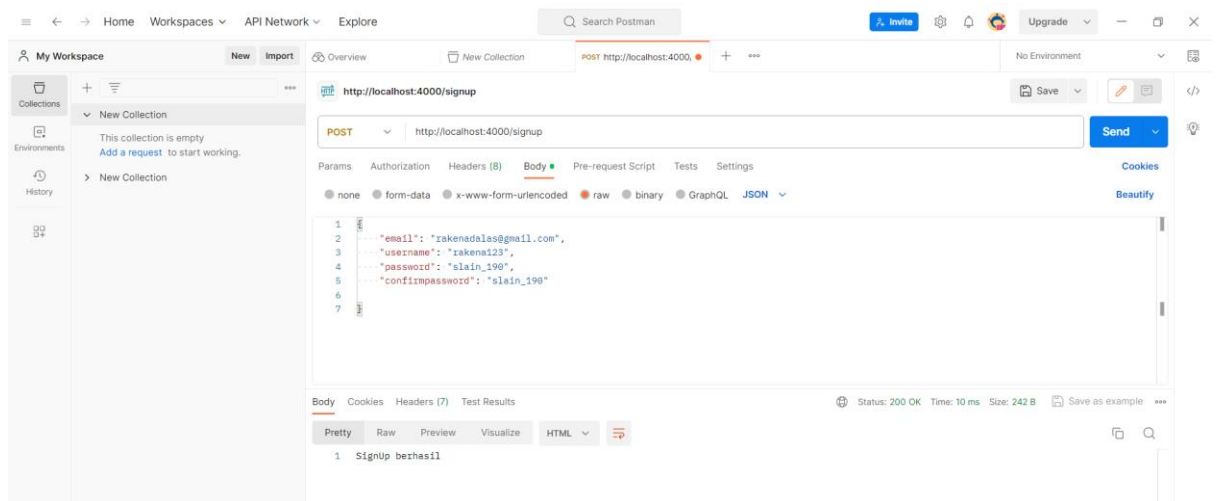 Home Workspaces API Network Explore Search Postman Invite Upgrade
My Workspace New Import Overview New Collection POST http://localhost:4000, No Environment
Collections
Environments
History
New Collection
This collection is empty
Add a request to start working.
New Collection
HTTP http://localhost:4000/signup Save
POST http://localhost:4000/signup Send
Params Authorization Headers (8) Body Pre-request Script Tests Settings Cookies
none form-data x-www-form-urlencoded raw binary GraphQL JSON Beautify
1 {
2 "email": "rakenadalas@gmail.com",
3 "username": "rakena123",
4 "password": "slain_190",
5 "confirmpassword": "slain_190"
6
7 }
Body Cookies Headers (7) Test Results Status: 200 OK Time: 10 ms Size: 242 B Save as example
Pretty Raw Preview Visualize HTML
1 SignUp berhasil